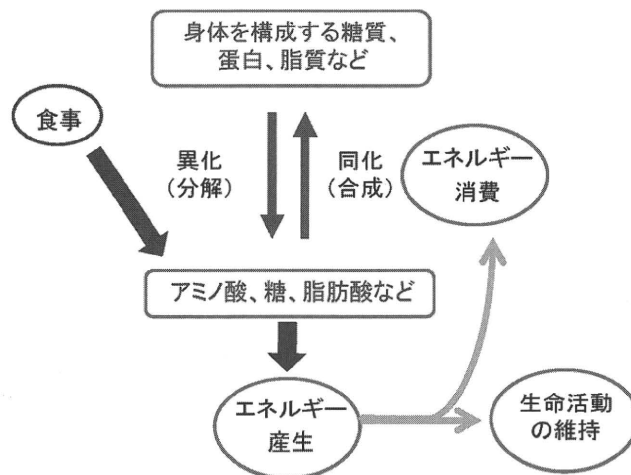 身体を構成する糖質、
蛋白、脂質など
食事
異化
(分解)
同化
(合成)
エネルギー
消費
アミノ酸、糖、脂肪酸など
エネルギー
産生
生命活動
の維持